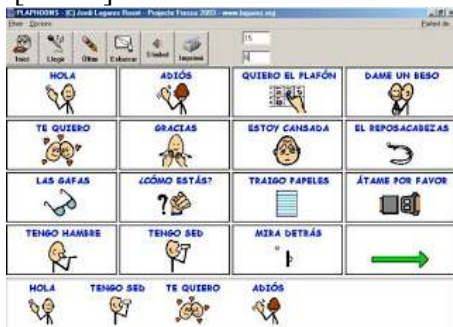 PLAPHOONS - (C) Jordi Lagares Roset - Projecte Fressa 2003 - www.lagares.org
Inici Llegir Últim Esborrar Símbol Imprimir
15
HOLA ADIÓS QUIERO EL PLAFÓN DAME UN BESO
TE QUIERO GRACIAS ESTOY CANSADA EL REPOSACABEZAS
LAS GAFAS ¿CÓMO ESTÁS? TRAIGO PAPELES ÁTAME POR FAVOR
TENGO HAMBRE TENGO SED MIRA DETRÁS
HOLA TENGO SED TE QUIERO ADIÓS